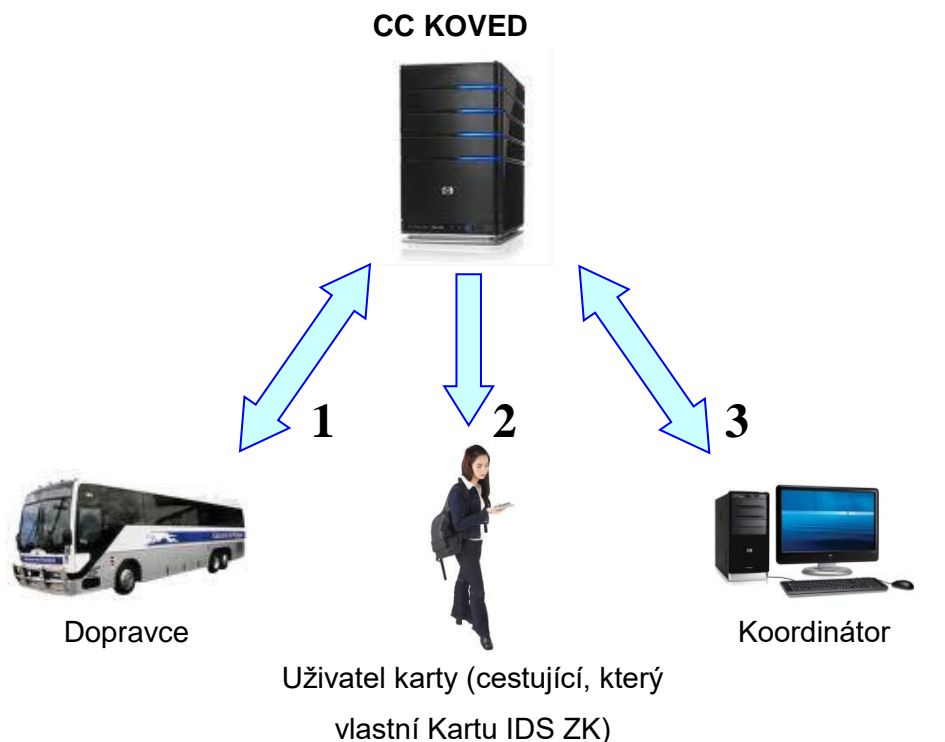 CC KOVED
1
2
3
Dopravce
Koordinátor
Uživatel karty (cestující, který
vlastní Kartu IDS ZK)